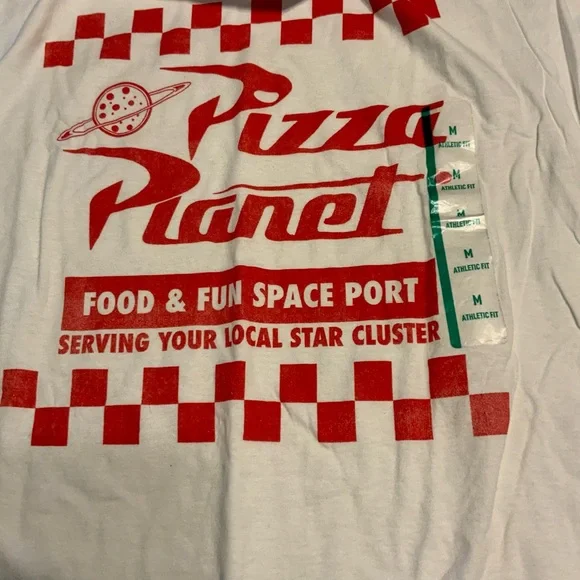 Pizza
Planet
FOOD & FUN SPACE PORT
SERVING YOUR LOCAL STAR CLUSTER
M
ATHLETIC FIT
M
ATHLETIC FIT
M
ATHLETIC FIT
M
ATHLETIC FIT
M
ATHLETIC FIT